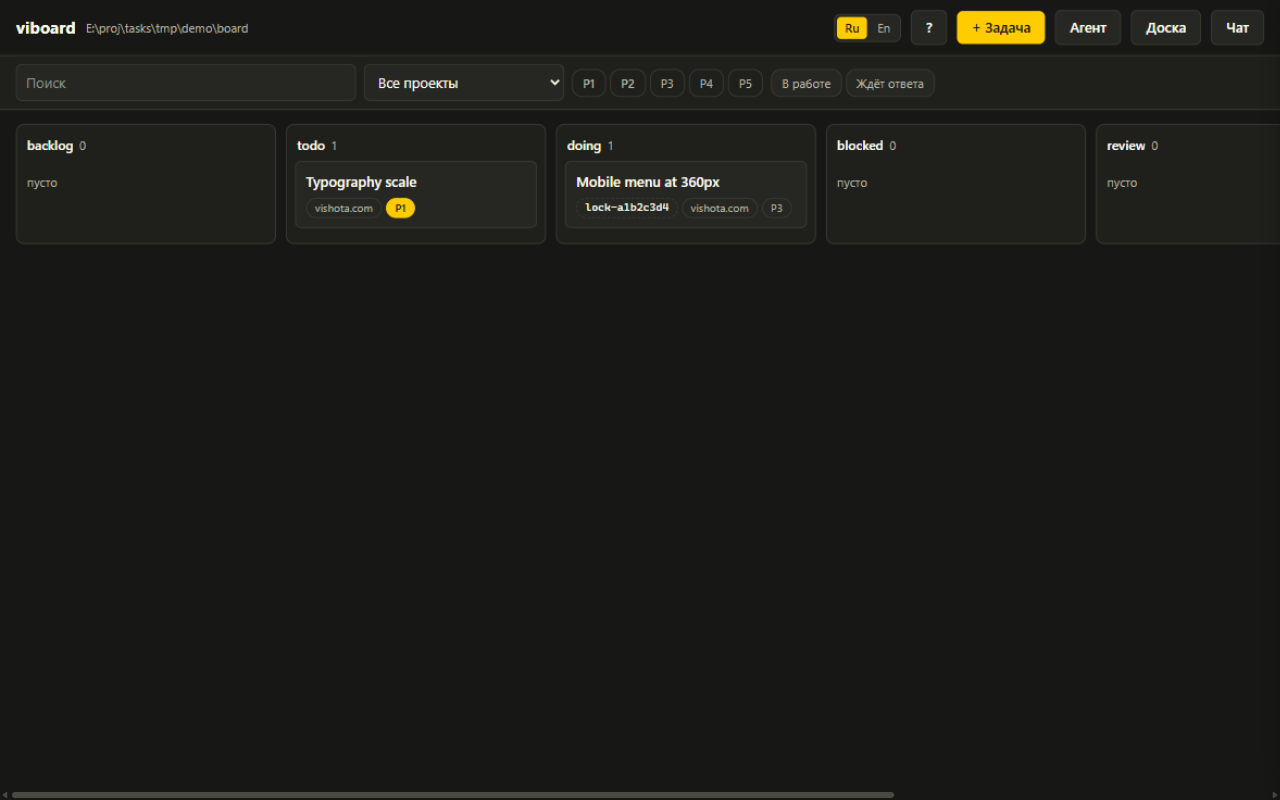 viboard E:\proj\tasks\tmp\demo\board Ru En ? + Задача Агент Доска Чат
Поиск Все проекты P1 P2 P3 P4 P5 В работе Ждёт ответа
backlog 0
пусто
todo 1
Typography scale
vishota.com P1
doing 1
Mobile menu at 360px
lock-a1b2c3d4 vishota.com P3
blocked 0
пусто
review 0
пусто